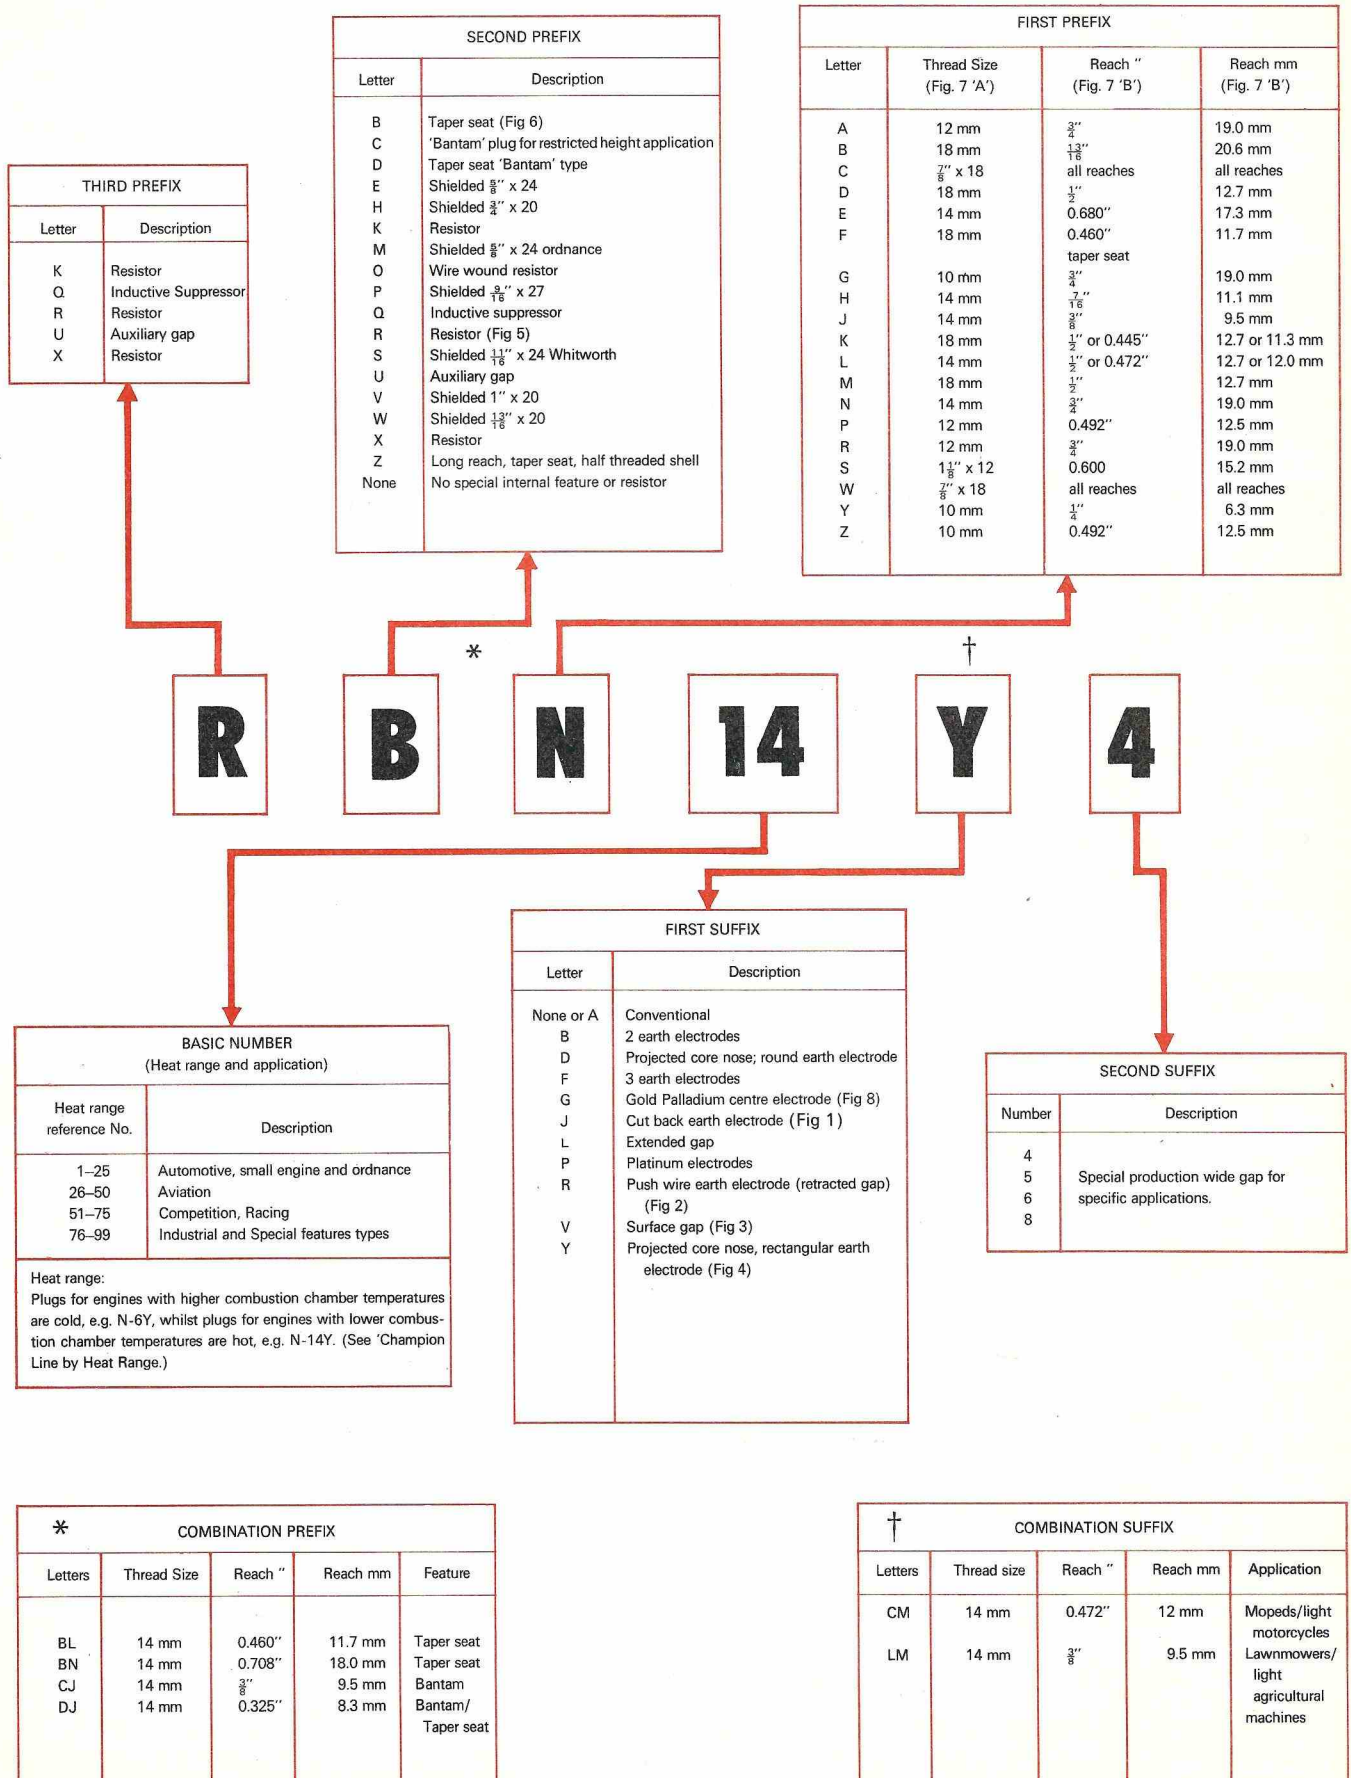 SECOND PREFIX
Letter Description
B Taper seat (Fig 6)
C 'Bantam' plug for restricted height application
D Taper seat 'Bantam' type
E Shielded ⅝″ x 24
H Shielded ¾″ x 20
K Resistor
M Shielded ⅝″ x 24 ordnance
O Wire wound resistor
P Shielded 9/16″ x 27
Q Inductive suppressor
R Resistor (Fig 5)
S Shielded 11/16″ x 24 Whitworth
U Auxiliary gap
V Shielded 1″ x 20
W Shielded 13/16″ x 20
X Resistor
Z Long reach, taper seat, half threaded shell
None No special internal feature or resistor
FIRST PREFIX
Letter Thread Size Reach ″ Reach mm
(Fig. 7 'A') (Fig. 7 'B') (Fig. 7 'B')
A 12 mm ¾″ 19.0 mm
B 18 mm 13/16″ 20.6 mm
C ⅞″ x 18 all reaches all reaches
D 18 mm ½″ 12.7 mm
E 14 mm 0.680″ 17.3 mm
F 18 mm 0.460″ 11.7 mm
taper seat
G 10 mm ¾″ 19.0 mm
H 14 mm 7/16″ 11.1 mm
J 14 mm ⅜″ 9.5 mm
K 18 mm ½″ or 0.445″ 12.7 or 11.3 mm
L 14 mm ½″ or 0.472″ 12.7 or 12.0 mm
M 18 mm ½″ 12.7 mm
N 14 mm ¾″ 19.0 mm
P 12 mm 0.492″ 12.5 mm
R 12 mm ¾″ 19.0 mm
S 1⅛″ x 12 0.600 15.2 mm
W ⅞″ x 18 all reaches all reaches
Y 10 mm ¼″ 6.3 mm
Z 10 mm 0.492″ 12.5 mm
THIRD PREFIX
Letter Description
K Resistor
Q Inductive Suppressor
R Resistor
U Auxiliary gap
X Resistor
* †
R B N 14 Y 4
BASIC NUMBER
(Heat range and application)
Heat range
reference No. Description
1–25 Automotive, small engine and ordnance
26–50 Aviation
51–75 Competition, Racing
76–99 Industrial and Special features types
Heat range:
Plugs for engines with higher combustion chamber temperatures
are cold, e.g. N-6Y, whilst plugs for engines with lower combus-
tion chamber temperatures are hot, e.g. N-14Y. (See 'Champion
Line by Heat Range.)
FIRST SUFFIX
Letter Description
None or A Conventional
B 2 earth electrodes
D Projected core nose; round earth electrode
F 3 earth electrodes
G Gold Palladium centre electrode (Fig 8)
J Cut back earth electrode (Fig 1)
L Extended gap
P Platinum electrodes
R Push wire earth electrode (retracted gap)
(Fig 2)
V Surface gap (Fig 3)
Y Projected core nose, rectangular earth
electrode (Fig 4)
SECOND SUFFIX
Number Description
4
5 Special production wide gap for
6 specific applications.
8
* COMBINATION PREFIX
Letters Thread Size Reach ″ Reach mm Feature
BL 14 mm 0.460″ 11.7 mm Taper seat
BN 14 mm 0.708″ 18.0 mm Taper seat
CJ 14 mm ⅜″ 9.5 mm Bantam
DJ 14 mm 0.325″ 8.3 mm Bantam/
Taper seat
† COMBINATION SUFFIX
Letters Thread size Reach ″ Reach mm Application
CM 14 mm 0.472″ 12 mm Mopeds/light
motorcycles
LM 14 mm ⅜″ 9.5 mm Lawnmowers/
light
agricultural
machines